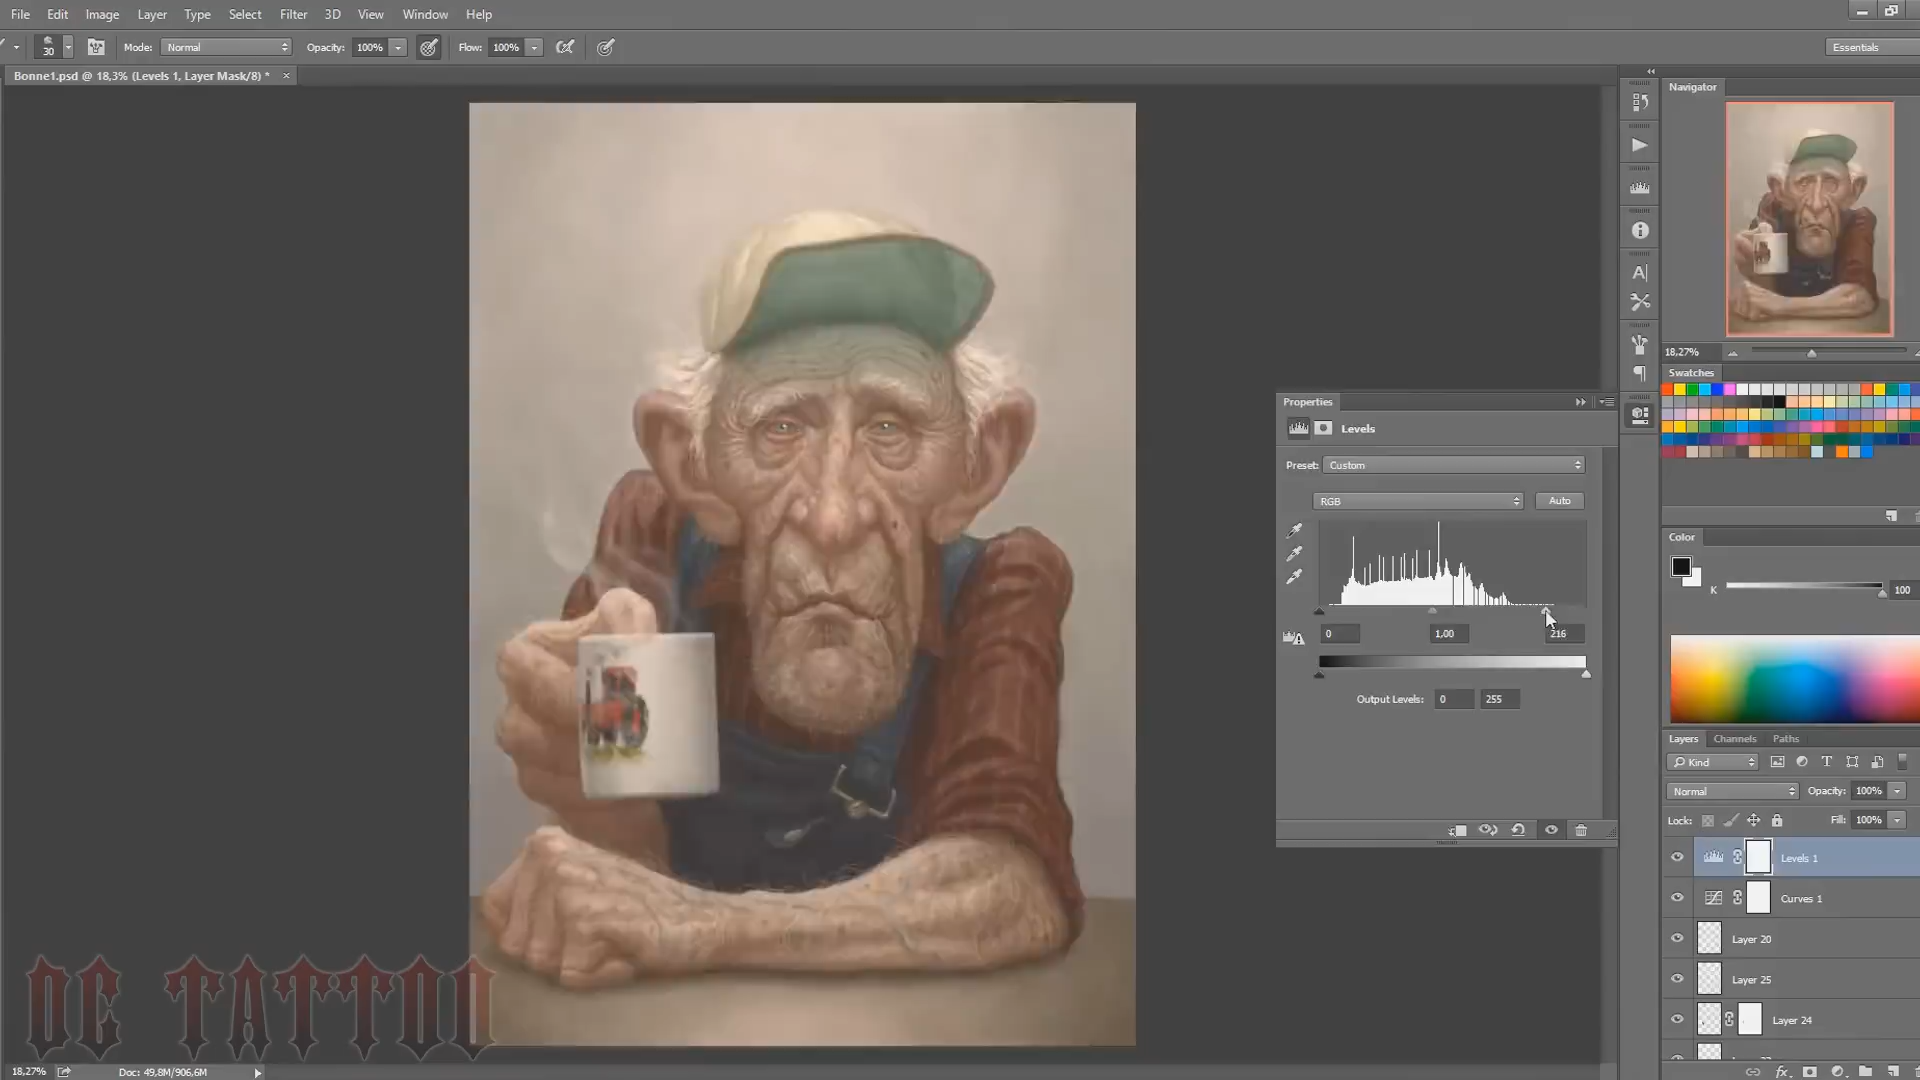 File Edit Image Layer Type Select Filter 3D View Window Help
30 Mode: Normal Opacity: 100% Flow: 100% Essentials
Bonne1.psd @ 18,3% (Levels 1, Layer Mask/8) * ×
Navigator
18,27%
Swatches
Properties
Levels
Preset: Custom
RGB Auto
0 1,00 216
Output Levels: 0 255
Color
K 100
Layers Channels Paths
Kind
Normal Opacity: 100%
Lock: Fill: 100%
Levels 1
Curves 1
Layer 20
Layer 25
Layer 24
fx
DE TATTOO
18,27% Doc: 49,8M/906,6M